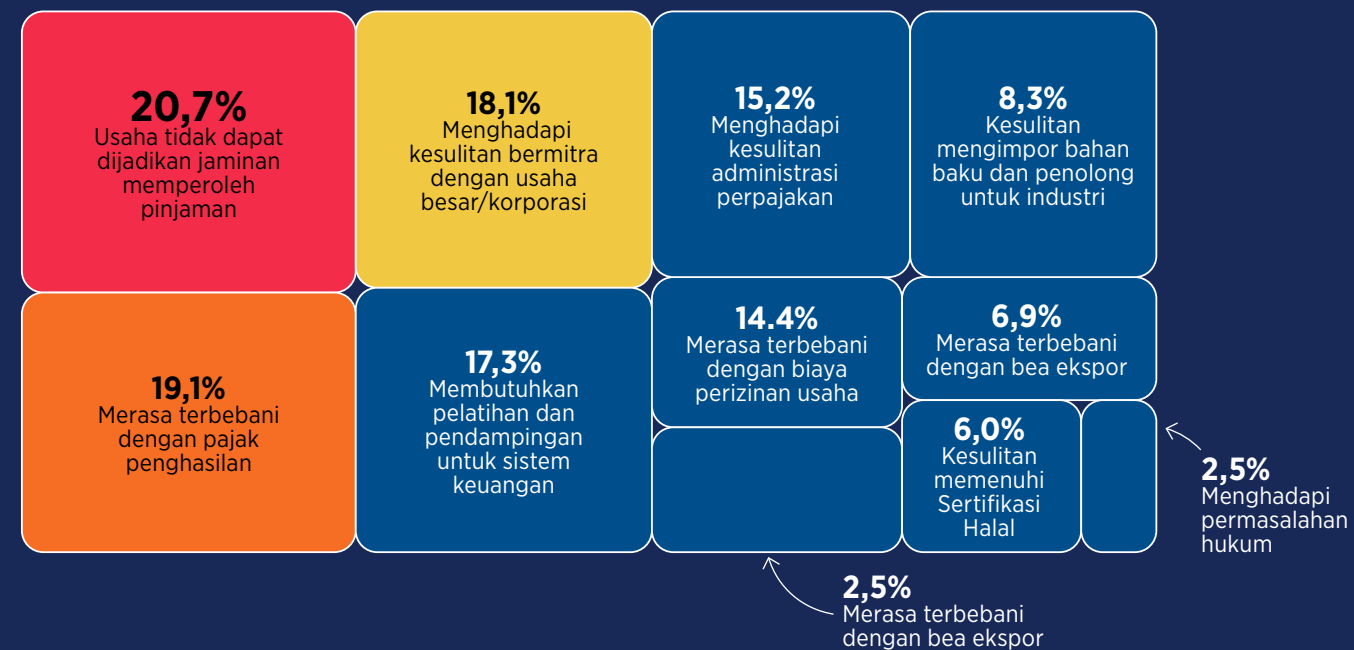 20,7%
Usaha tidak dapat
dijadikan jaminan
memperoleh
pinjaman
18,1%
Menghadapi
kesulitan bermitra
dengan usaha
besar/korporasi
15,2%
Menghadapi
kesulitan
administrasi
perpajakan
8,3%
Kesulitan
mengimpor bahan
baku dan penolong
untuk industri
19,1%
Merasa terbebani
dengan pajak
penghasilan
17,3%
Membutuhkan
pelatihan dan
pendampingan
untuk sistem
keuangan
14.4%
Merasa terbebani
dengan biaya
perizinan usaha
6,9%
Merasa terbebani
dengan bea ekspor
6,0%
Kesulitan
memenuhi
Sertifikasi
Halal
2,5%
Menghadapi
permasalahan
hukum
2,5%
Merasa terbebani
dengan bea ekspor